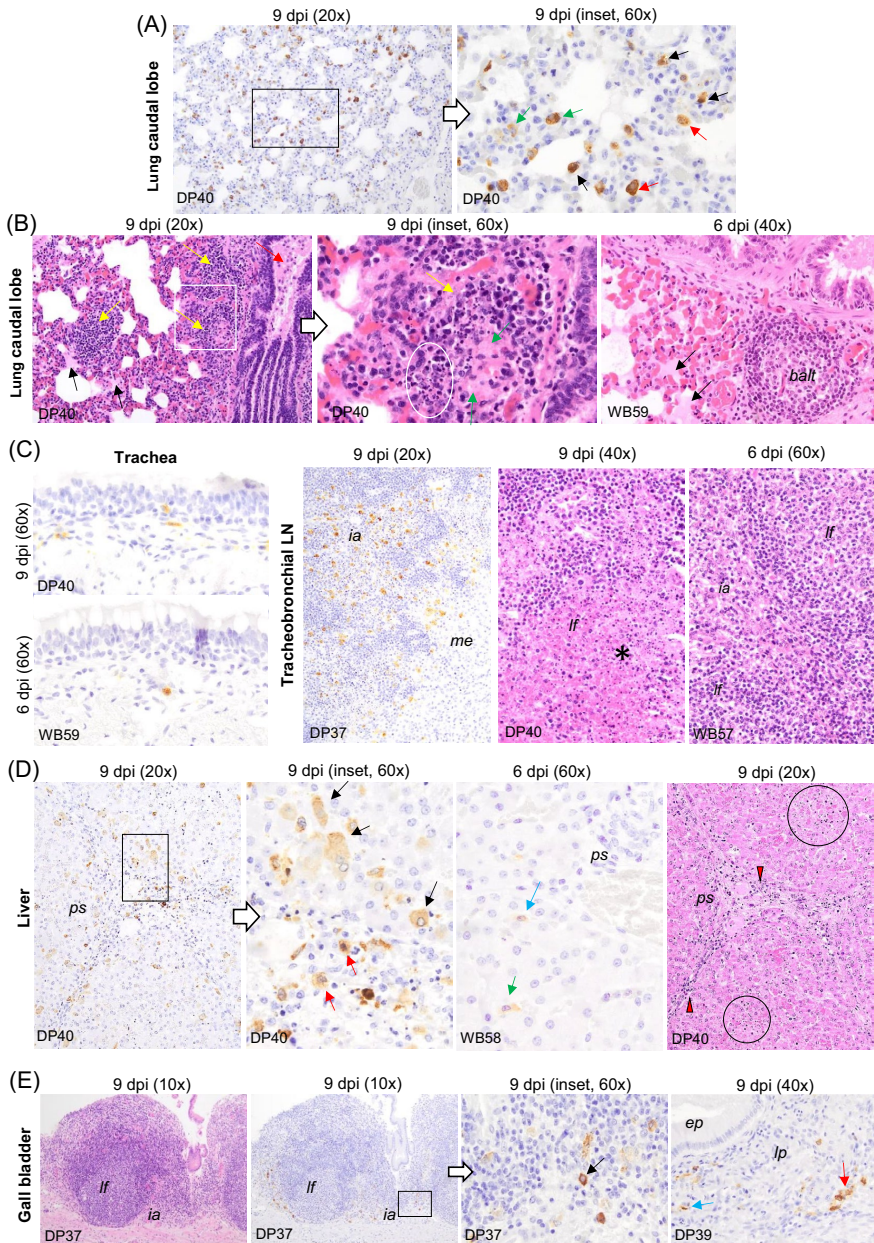 (A)
9 dpi (20x)
9 dpi (inset, 60x)
Lung caudal lobe
DP40
DP40
(B)
9 dpi (20x)
9 dpi (inset, 60x)
6 dpi (40x)
Lung caudal lobe
DP40
DP40
balt
WB59
(C)
Trachea
9 dpi (60x)
DP40
6 dpi (60x)
WB59
Tracheobronchial LN
9 dpi (20x)
9 dpi (40x)
6 dpi (60x)
ia
me
DP37
lf
*
DP40
lf
ia
lf
WB57
(D)
9 dpi (20x)
9 dpi (inset, 60x)
6 dpi (60x)
9 dpi (20x)
Liver
ps
DP40
DP40
ps
WB58
ps
DP40
(E)
9 dpi (10x)
9 dpi (10x)
9 dpi (inset, 60x)
9 dpi (40x)
Gall bladder
lf
ia
DP37
lf
ia
DP37
DP37
ep
lp
DP39